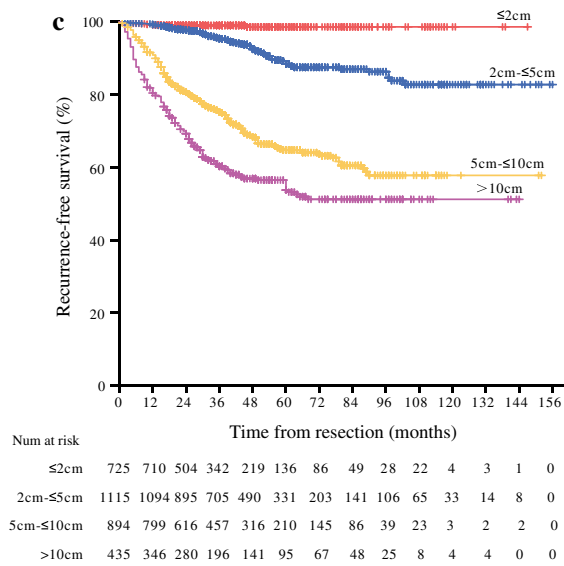 c
100
80
60
40
20
0
Recurrence-free survival (%)
≤2cm
2cm-≤5cm
5cm-≤10cm
>10cm
0 12 24 36 48 60 72 84 96 108 120 132 144 156
Time from resection (months)
Num at risk
≤2cm 725 710 504 342 219 136 86 49 28 22 4 3 1 0
2cm-≤5cm 1115 1094 895 705 490 331 203 141 106 65 33 14 8 0
5cm-≤10cm 894 799 616 457 316 210 145 86 39 23 3 2 2 0
>10cm 435 346 280 196 141 95 67 48 25 8 4 4 0 0